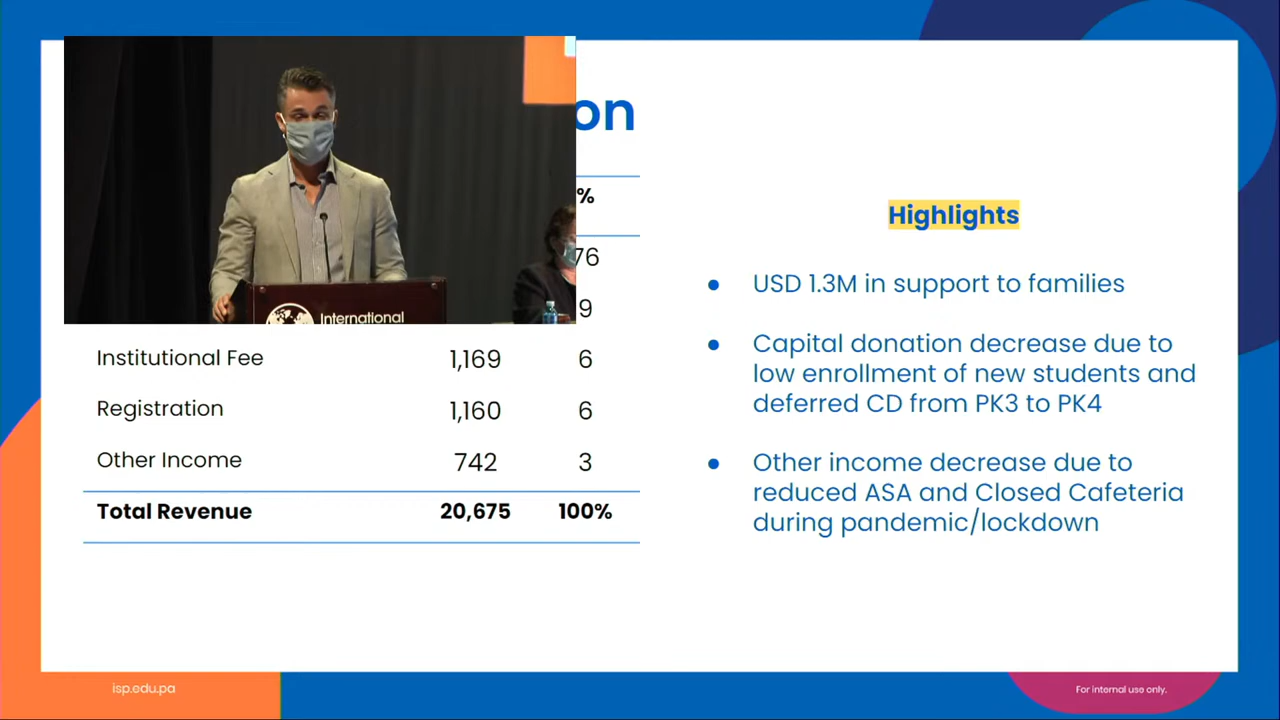 on
%
76
9
International
Institutional Fee 1,169 6
Registration 1,160 6
Other Income 742 3
Total Revenue 20,675 100%
Highlights
● USD 1.3M in support to families
● Capital donation decrease due to
low enrollment of new students and
deferred CD from PK3 to PK4
● Other income decrease due to
reduced ASA and Closed Cafeteria
during pandemic/lockdown
isp.edu.pa
For internal use only.